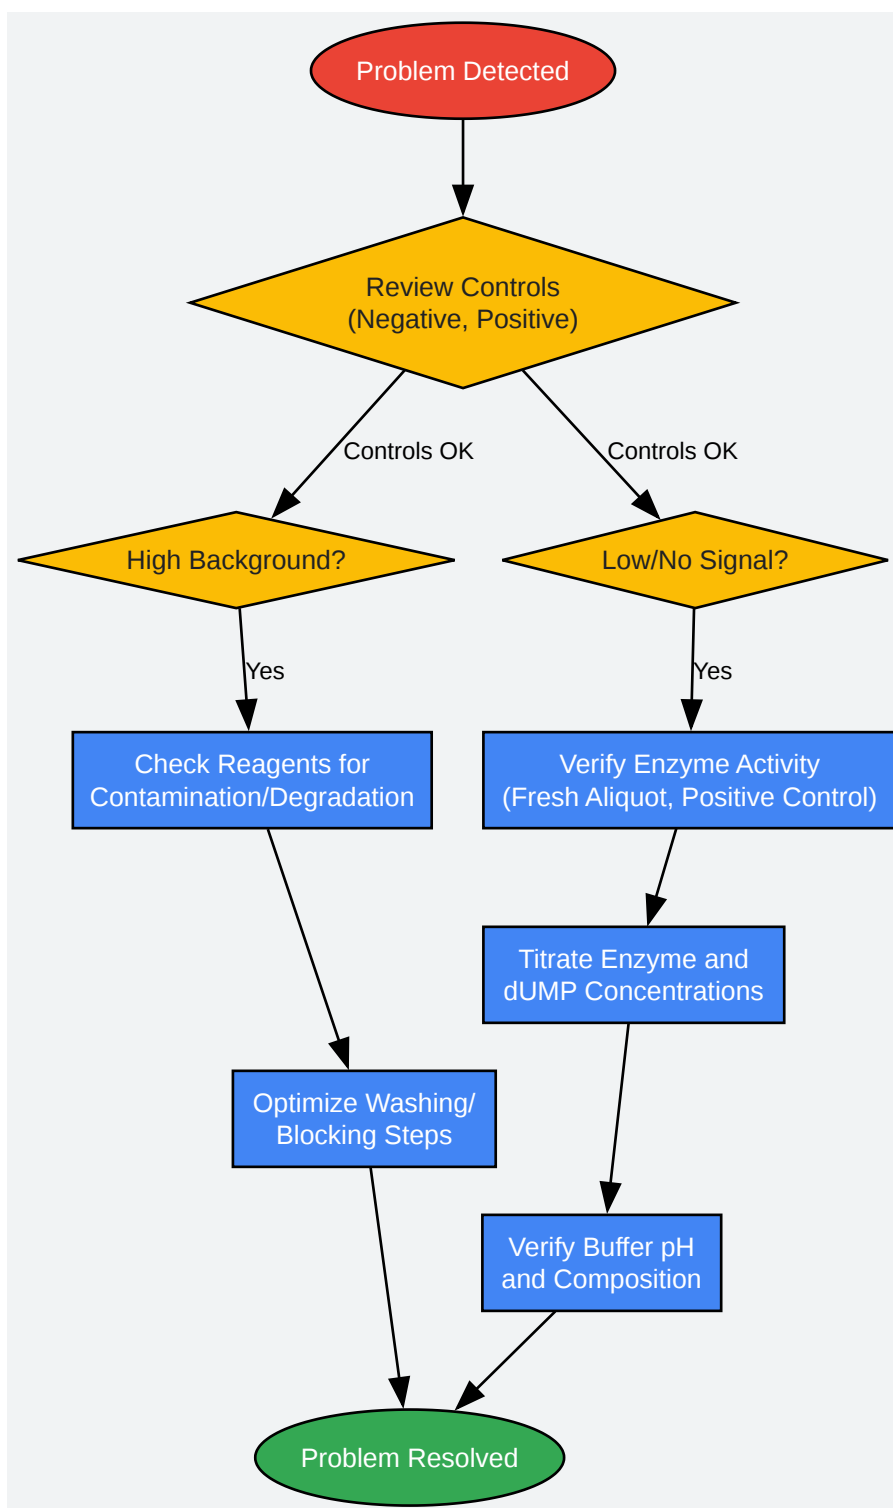 Problem Detected
Review Controls
(Negative, Positive)
Controls OK
Controls OK
High Background?
Low/No Signal?
Yes
Yes
Check Reagents for
Contamination/Degradation
Verify Enzyme Activity
(Fresh Aliquot, Positive Control)
Titrate Enzyme and
dUMP Concentrations
Optimize Washing/
Blocking Steps
Verify Buffer pH
and Composition
Problem Resolved